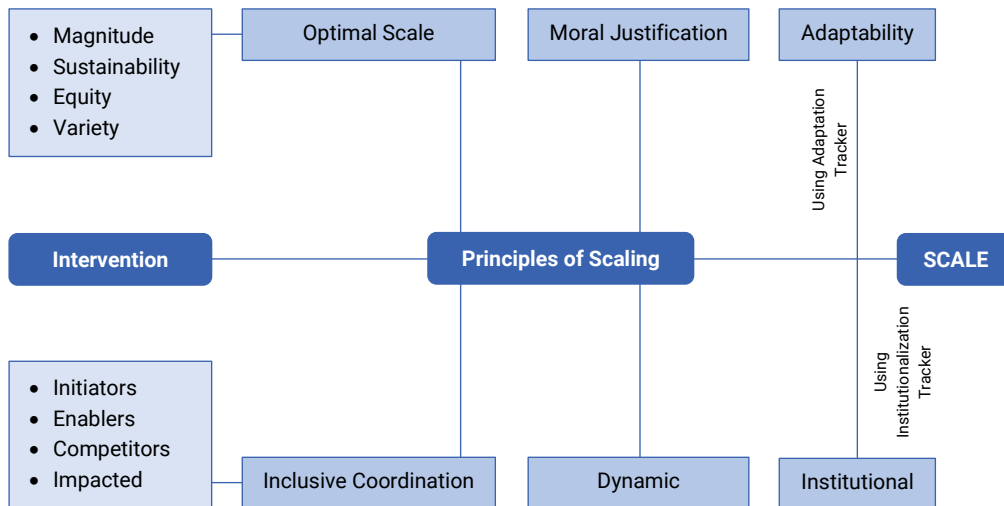 • Magnitude
• Sustainability
• Equity
• Variety
Optimal Scale
Moral Justification
Adaptability
Using Adaptation
Tracker
Intervention
Principles of Scaling
SCALE
Using
Institutionalization
Tracker
• Initiators
• Enablers
• Competitors
• Impacted
Inclusive Coordination
Dynamic
Institutional